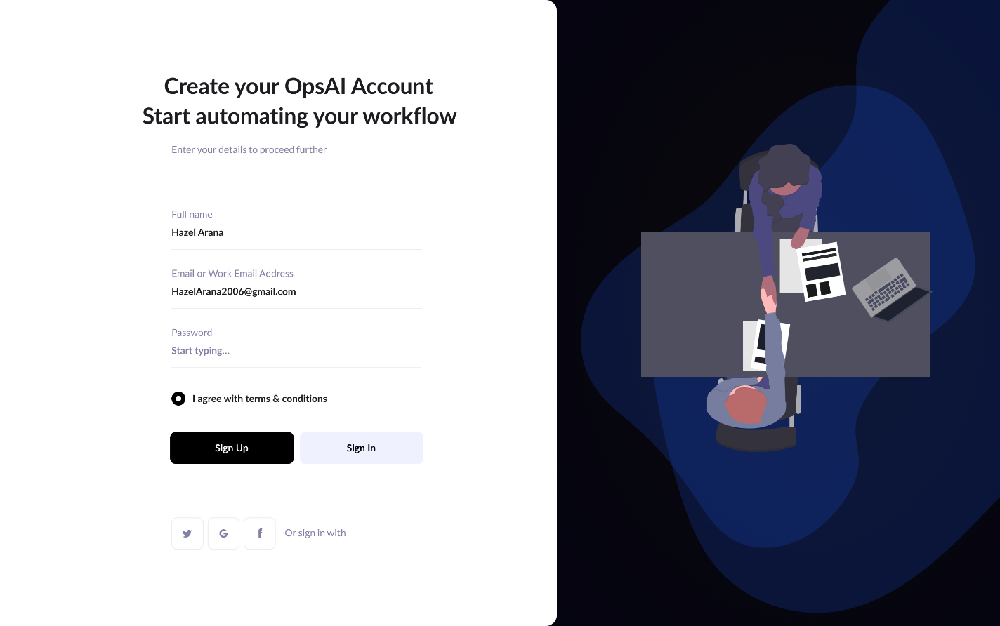 Create your OpsAI Account
Start automating your workflow
Enter your details to proceed further
Full name
Hazel Arana
Email or Work Email Address
HazelArana2006@gmail.com
Password
Start typing...
I agree with terms & conditions
Sign Up
Sign In
Or sign in with